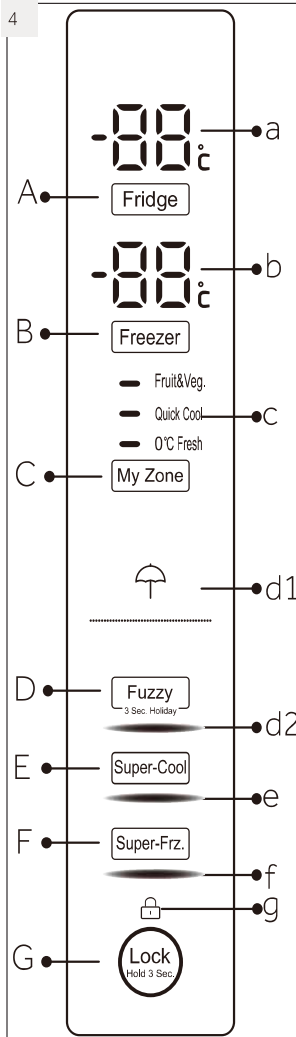 4
-88°c a
A Fridge
-88°c b
B Freezer
Fruit&Veg.
Quick Cool c
0°C Fresh
C My Zone
d1
D Fuzzy
3 Sec. Holiday
d2
E Super-Cool
e
F Super-Frz.
f
g
G Lock
Hold 3 Sec.